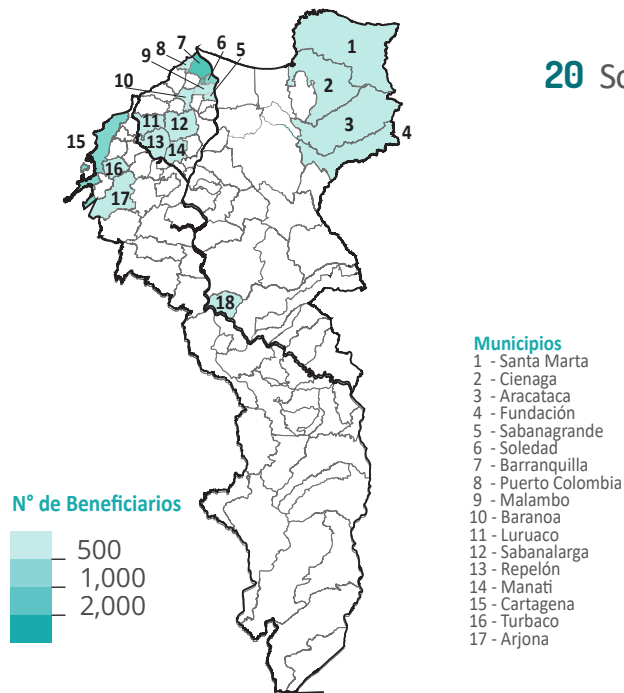 7
8
6
9
5
10
1
2
3
4
11
12
13
14
15
16
17
18
20 So
N° de Beneficiarios
500
1,000
2,000
Municipios
1 - Santa Marta
2 - Cienaga
3 - Aracataca
4 - Fundación
5 - Sabanagrande
6 - Soledad
7 - Barranquilla
8 - Puerto Colombia
9 - Malambo
10 - Baranoa
11 - Luruaco
12 - Sabanalarga
13 - Repelón
14 - Manatí
15 - Cartagena
16 - Turbaco
17 - Arjona